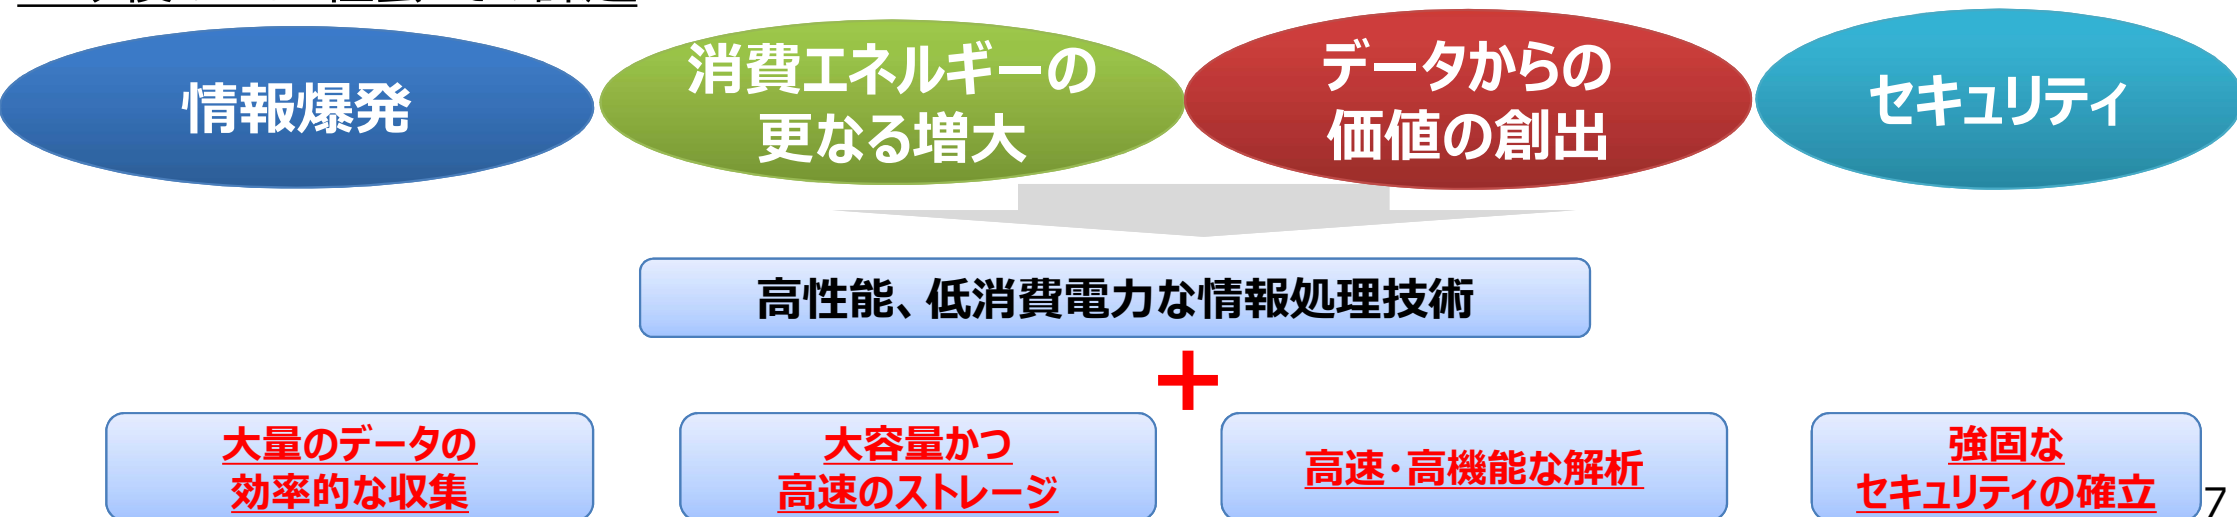 情報爆発
消費エネルギーの
更なる増大
データからの
価値の創出
セキュリティ
高性能、低消費電力な情報処理技術
+
大量のデータの
効率的な収集
大容量かつ
高速のストレージ
高速・高機能な解析
強固な
セキュリティの確立
7